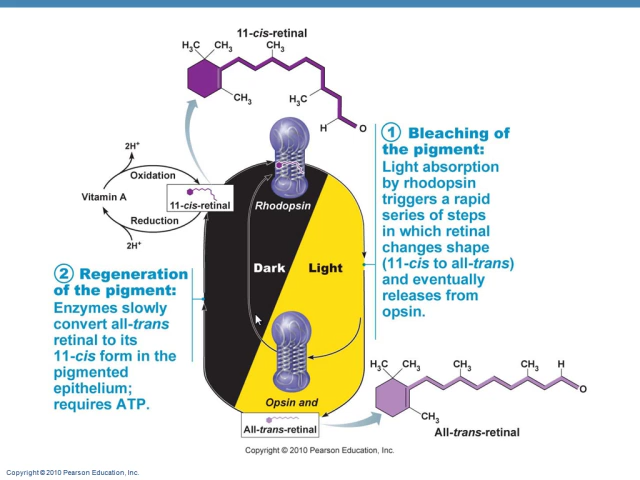 11-cis-retinal
H₃C CH₃ CH₃
CH₃
H₃C
H O
1 Bleaching of
the pigment:
Light absorption
by rhodopsin
triggers a rapid
series of steps
in which retinal
changes shape
(11-cis to all-trans)
and eventually
releases from
opsin.
2H⁺
Oxidation
Vitamin A
11-cis-retinal
Reduction
2H⁺
Rhodopsin
Dark Light
2 Regeneration
of the pigment:
Enzymes slowly
convert all-trans
retinal to its
11-cis form in the
pigmented
epithelium;
requires ATP.
Opsin and
All-trans-retinal
H₃C CH₃ CH₃ CH₃ H
O
CH₃
All-trans-retinal
Copyright © 2010 Pearson Education, Inc.
Copyright © 2010 Pearson Education, Inc.